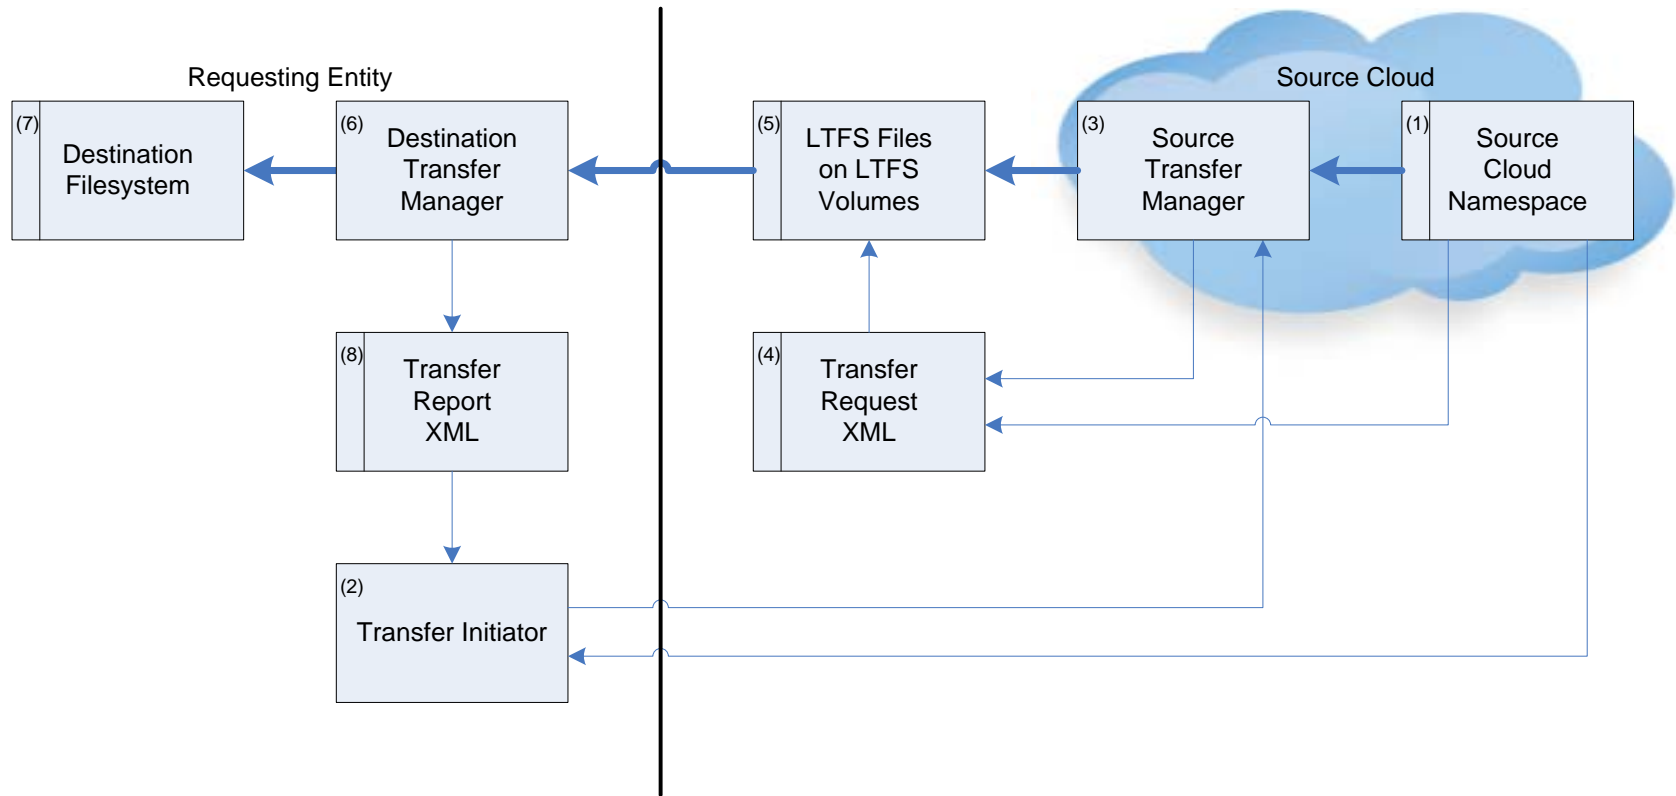 Requesting Entity
Source Cloud
(7)
Destination
Filesystem
(6)
Destination
Transfer
Manager
(5)
LTFS Files
on LTFS
Volumes
(3)
Source
Transfer
Manager
(1)
Source
Cloud
Namespace
(8)
Transfer
Report
XML
(4)
Transfer
Request
XML
(2)
Transfer Initiator